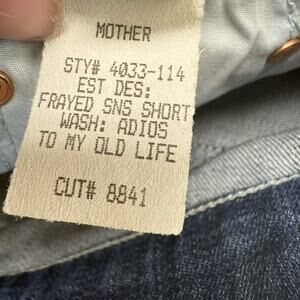 MOTHER
STY# 4033-114
EST DES:
FRAYED SNS SHORT
WASH: ADIOS
TO MY OLD LIFE
CUT# 8841